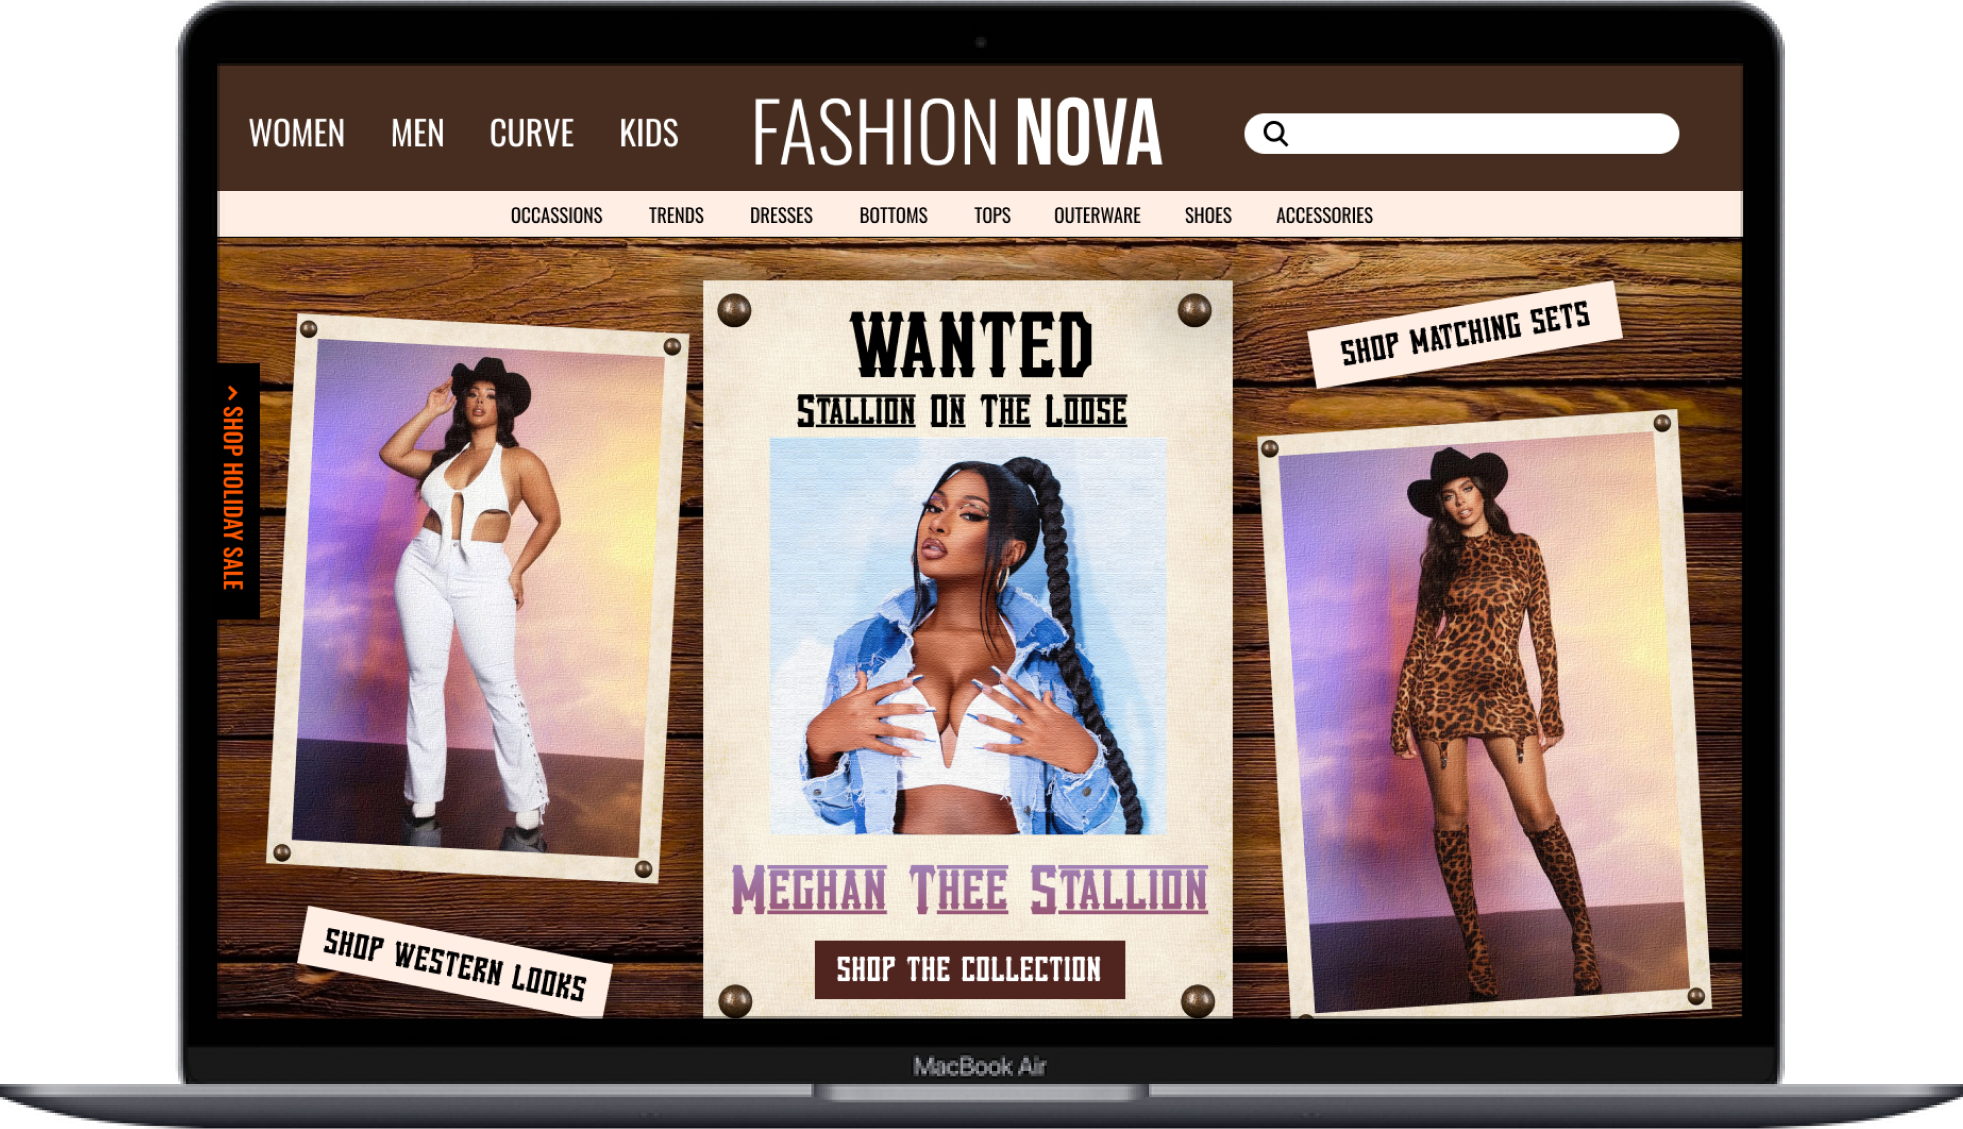 WOMEN MEN CURVE KIDS FASHION NOVA
OCCASSIONS TRENDS DRESSES BOTTOMS TOPS OUTERWARE SHOES ACCESSORIES
WANTED
STALLION ON THE LOOSE
MEGHAN THEE STALLION
SHOP THE COLLECTION
SHOP MATCHING SETS
SHOP WESTERN LOOKS
> SHOP HOLIDAY SALE
MacBook Air